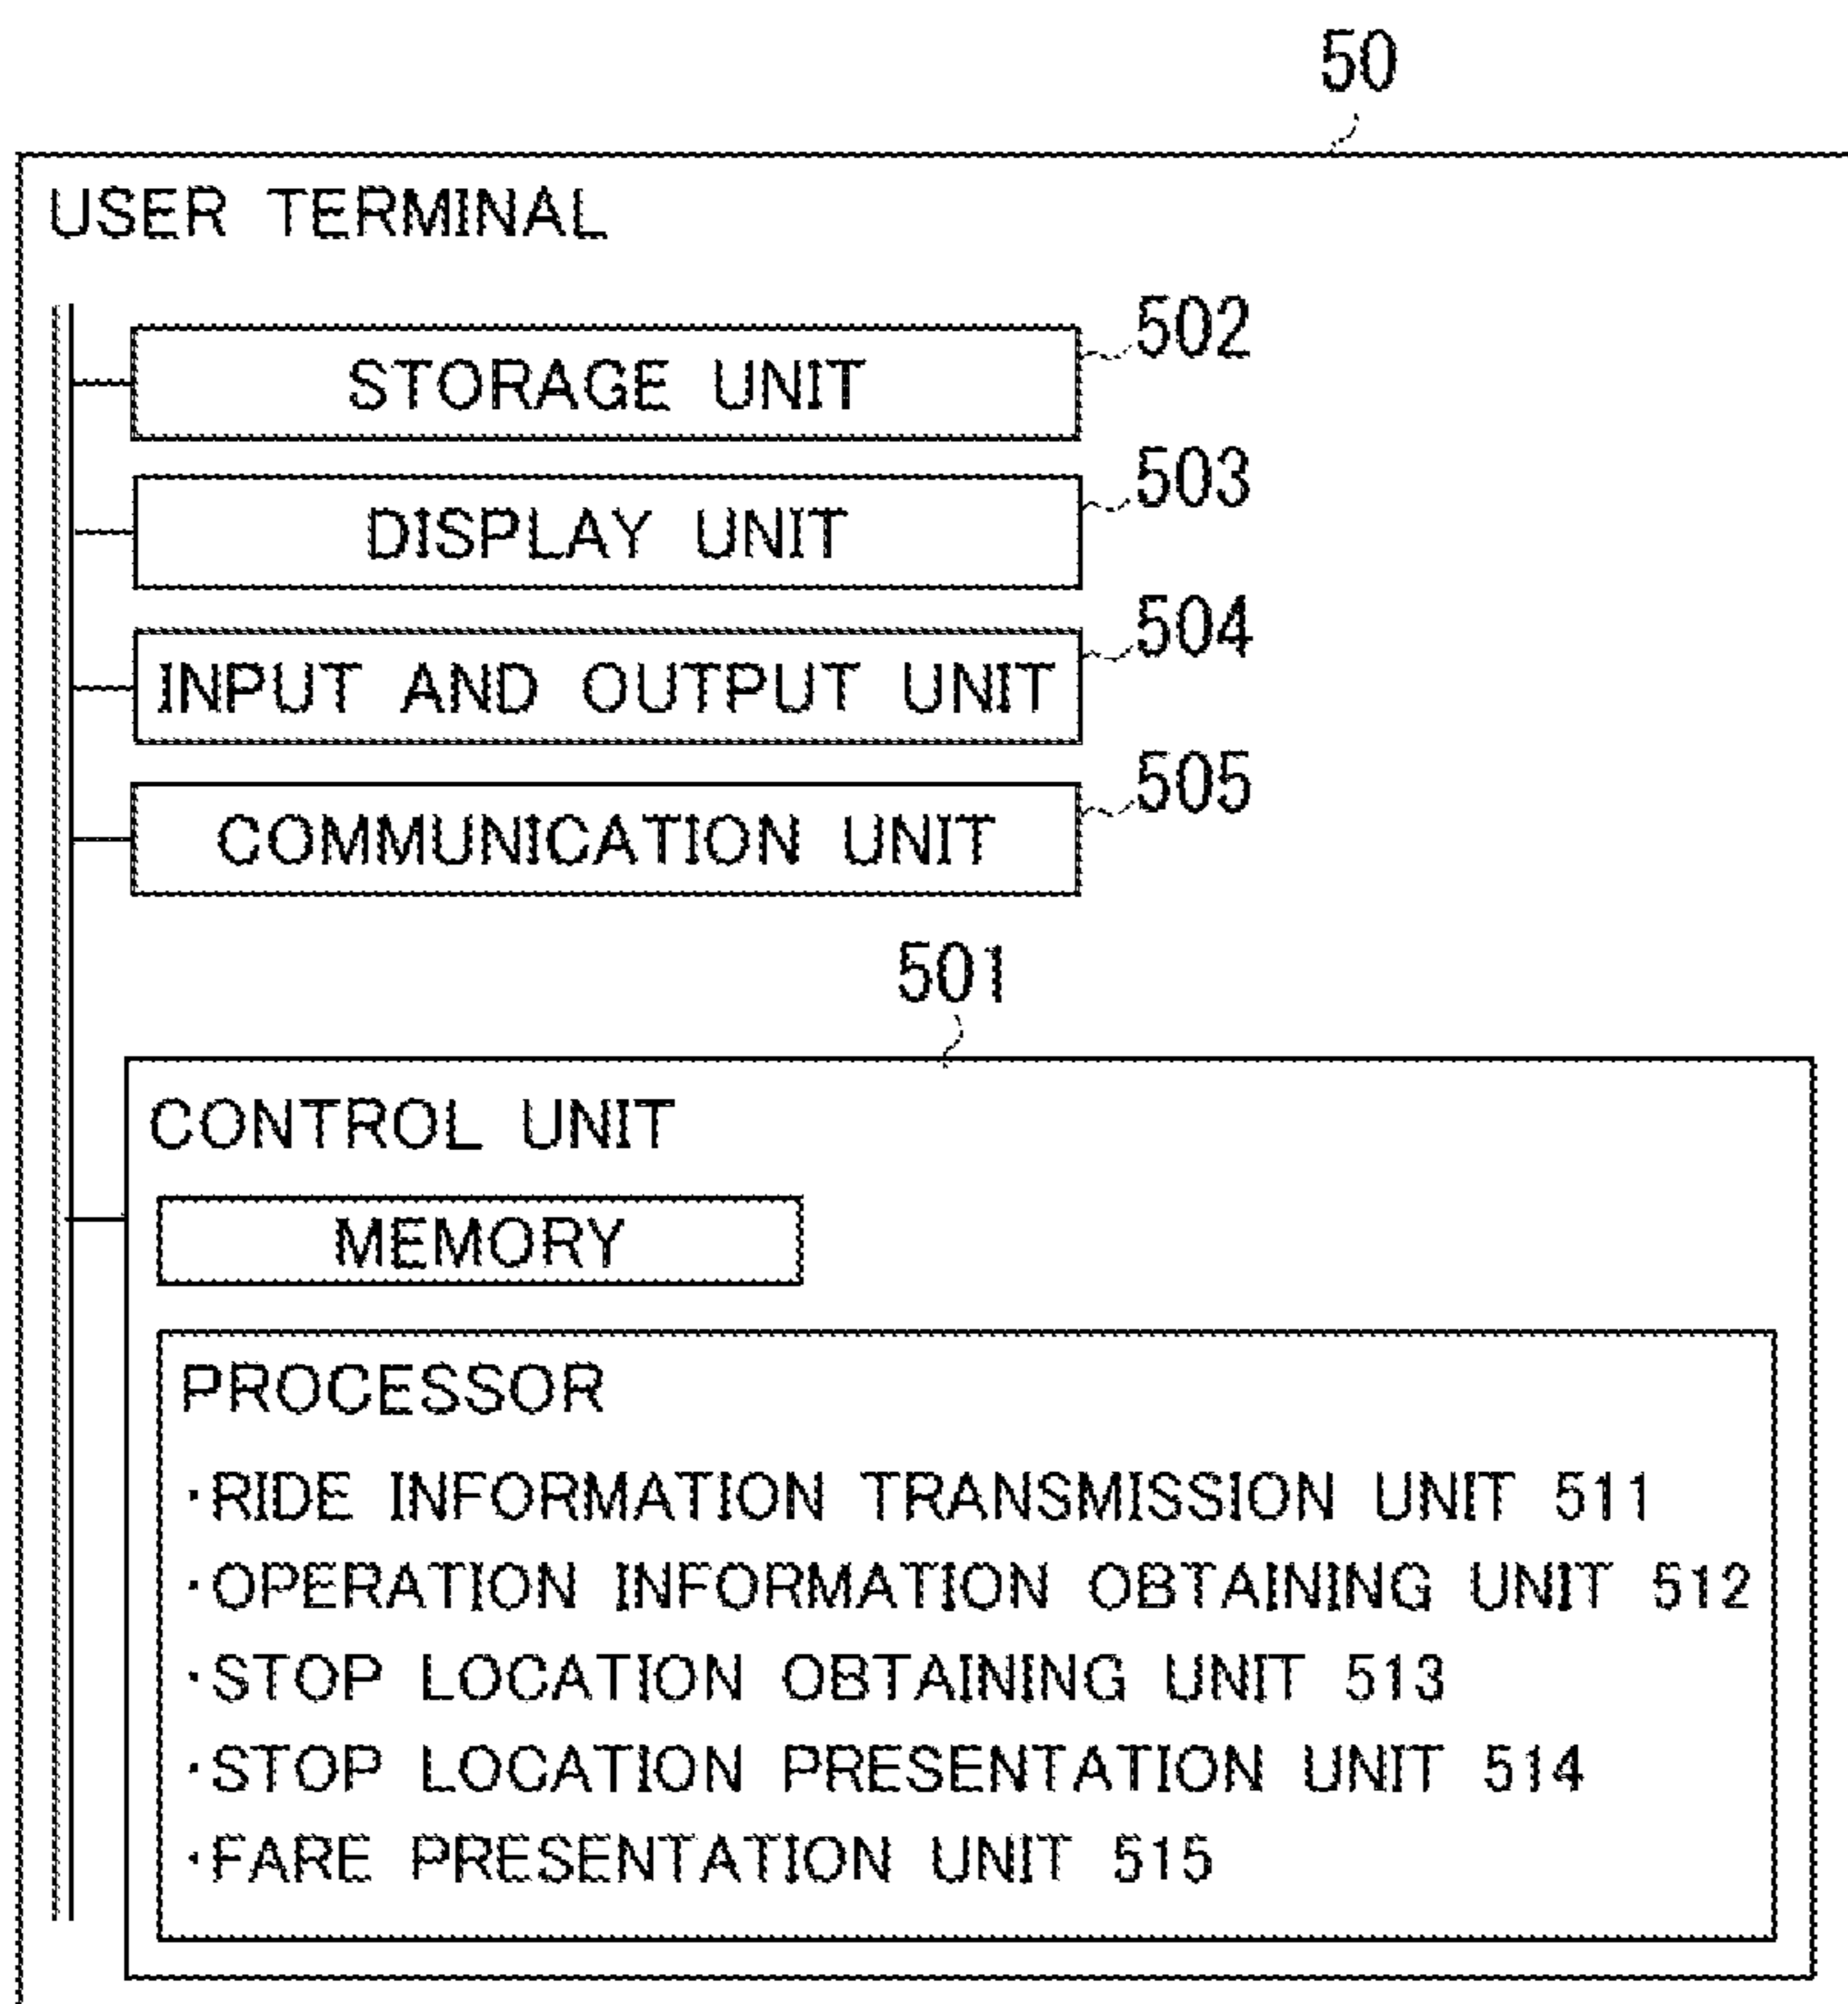 50
USER TERMINAL
STORAGE UNIT 502
DISPLAY UNIT 503
INPUT AND OUTPUT UNIT 504
COMMUNICATION UNIT 505
501
CONTROL UNIT
MEMORY
PROCESSOR
·RIDE INFORMATION TRANSMISSION UNIT 511
·OPERATION INFORMATION OBTAINING UNIT 512
·STOP LOCATION OBTAINING UNIT 513
·STOP LOCATION PRESENTATION UNIT 514
·FARE PRESENTATION UNIT 515